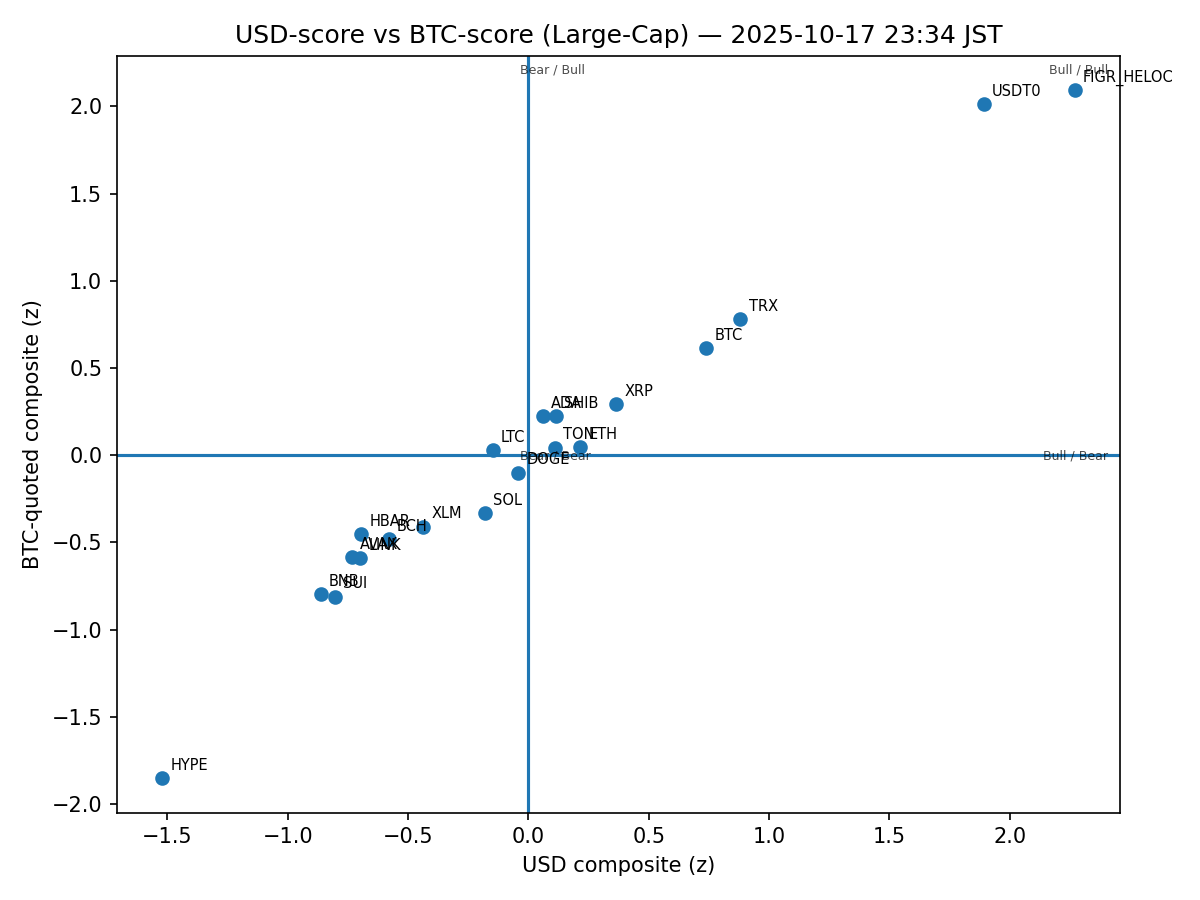 USD-score vs BTC-score (Large-Cap) — 2025-10-17 23:34 JST
Bear / Bull
Bull / Bull
FIGR_HELOC
USDT0
TRX
BTC
XRP
ADA
SHIB
LTC
TON
ETH
Bear / Bear
DOGE
Bull / Bear
SOL
XLM
HBAR
BCH
AVAX
LINK
BNB
SUI
HYPE
2.0
1.5
1.0
0.5
0.0
−0.5
−1.0
−1.5
−2.0
BTC-quoted composite (z)
−1.5
−1.0
−0.5
0.0
0.5
1.0
1.5
2.0
USD composite (z)